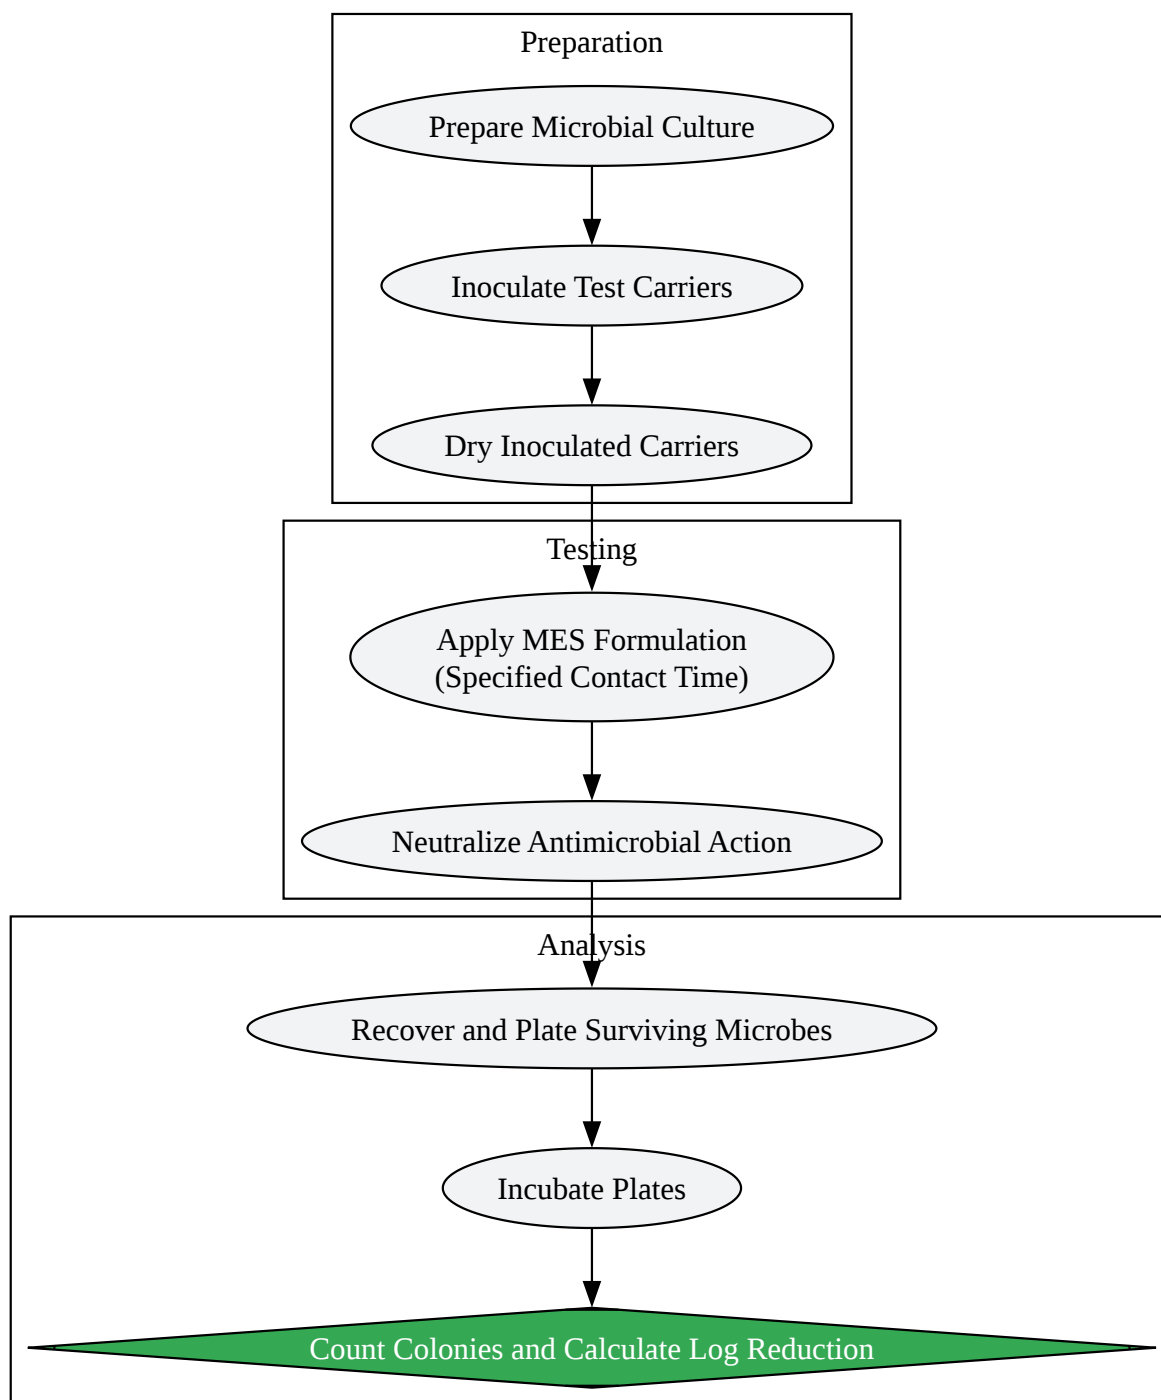 Preparation
Prepare Microbial Culture
Inoculate Test Carriers
Dry Inoculated Carriers
Testing
Apply MES Formulation
(Specified Contact Time)
Neutralize Antimicrobial Action
Analysis
Recover and Plate Surviving Microbes
Incubate Plates
Count Colonies and Calculate Log Reduction